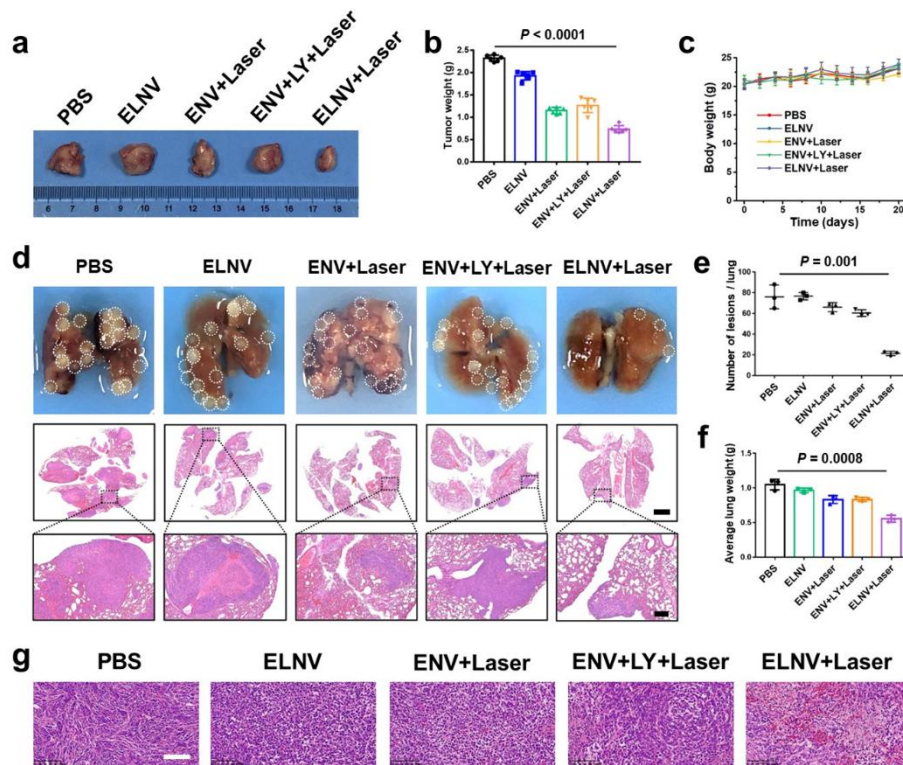 a
PBS
ELNV
ENV+Laser
ENV+LY+Laser
ELNV+Laser
6 7 8 9 10 11 12 13 14 15 16 17 18
b
P < 0.0001
Tumor weight (g)
2.5
2.0
1.5
1.0
0.5
0.0
PBS
ELNV
ENV+Laser
ENV+LY+Laser
ELNV+Laser
c
Body weight (g)
25
20
15
10
5
0
PBS
ELNV
ENV+Laser
ENV+LY+Laser
ELNV+Laser
0 5 10 15 20
Time (days)
d
PBS ELNV ENV+Laser ENV+LY+Laser ELNV+Laser
e
P = 0.001
Number of lesions / lung
100
80
60
40
20
0
PBS
ELNV
ENV+Laser
ENV+LY+Laser
ELNV+Laser
f
P = 0.0008
Average lung weight (g)
1.5
1.0
0.5
0.0
PBS
ELNV
ENV+Laser
ENV+LY+Laser
ELNV+Laser
g
PBS ELNV ENV+Laser ENV+LY+Laser ELNV+Laser